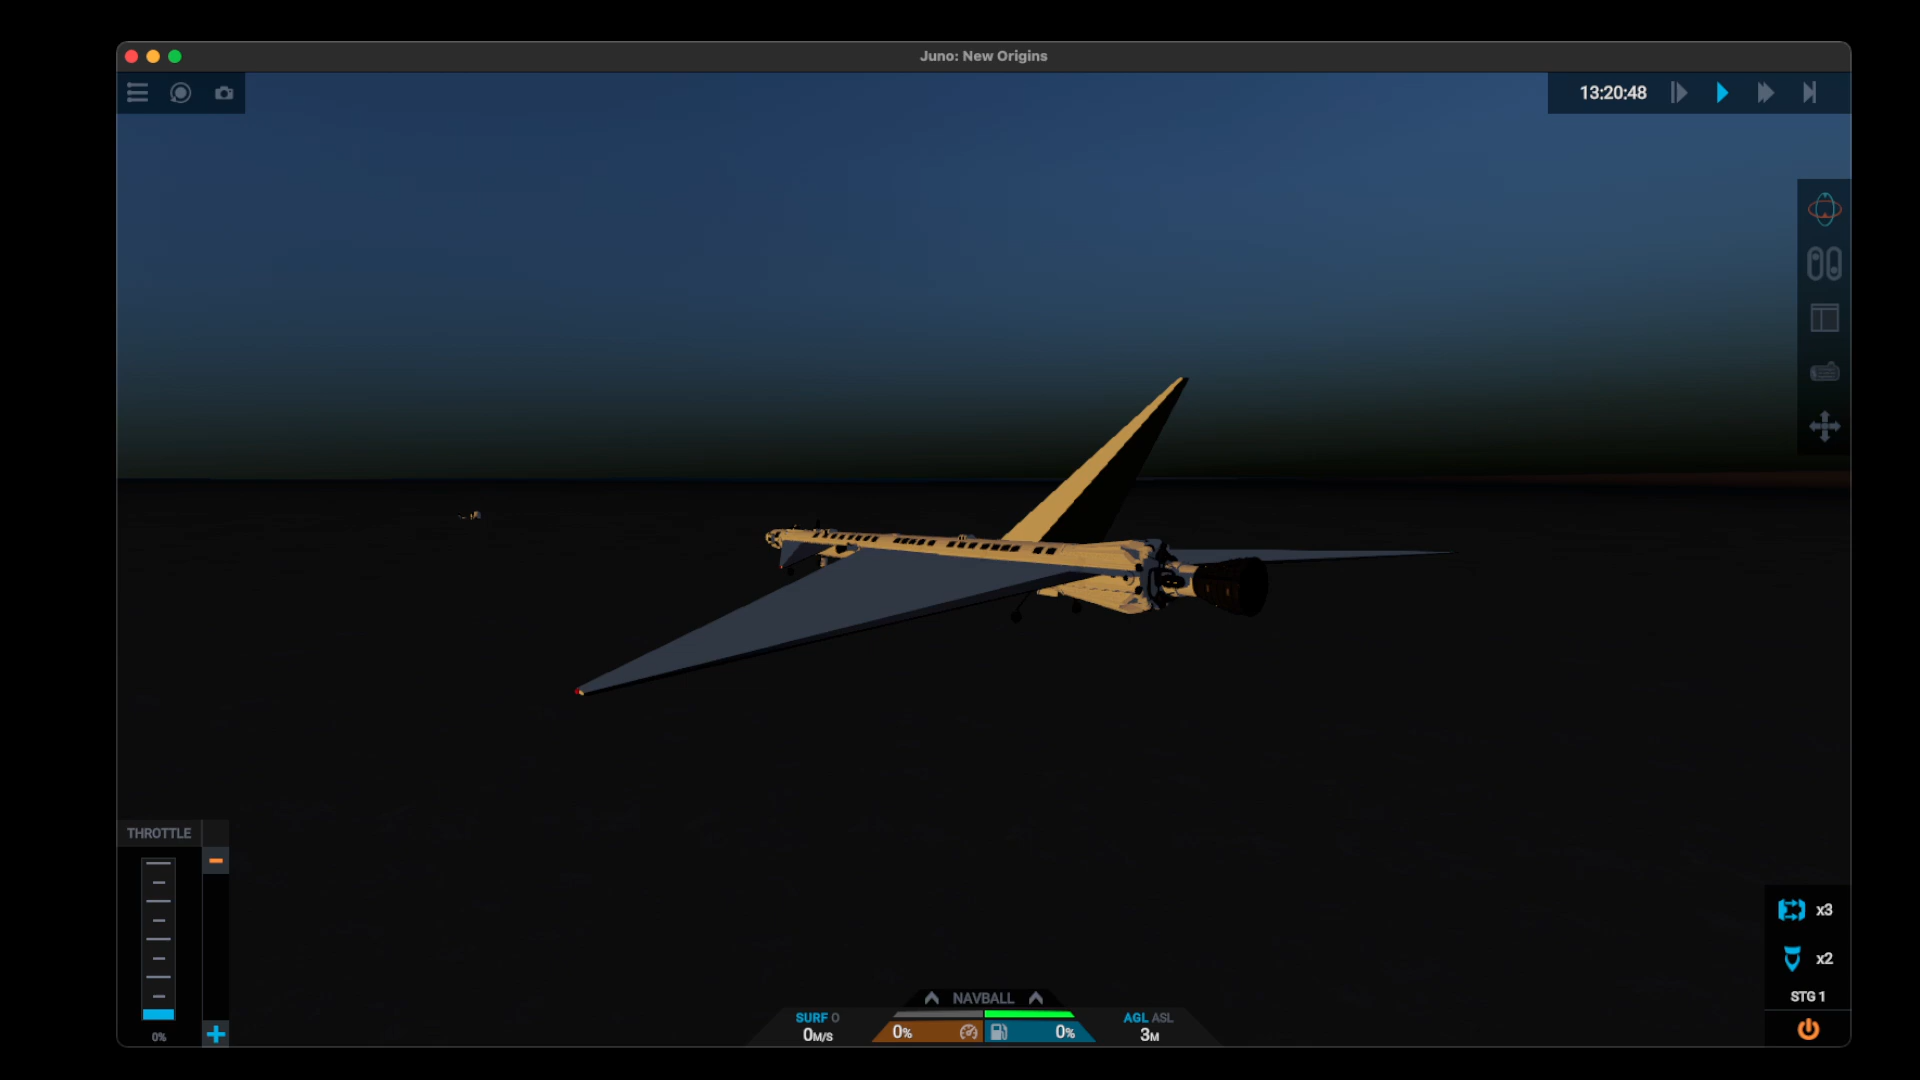 Juno: New Origins
13:20:48
THROTTLE
0%
x3
x2
STG 1
NAVBALL
SURF O
0M/S
0%
0%
AGL ASL
3M